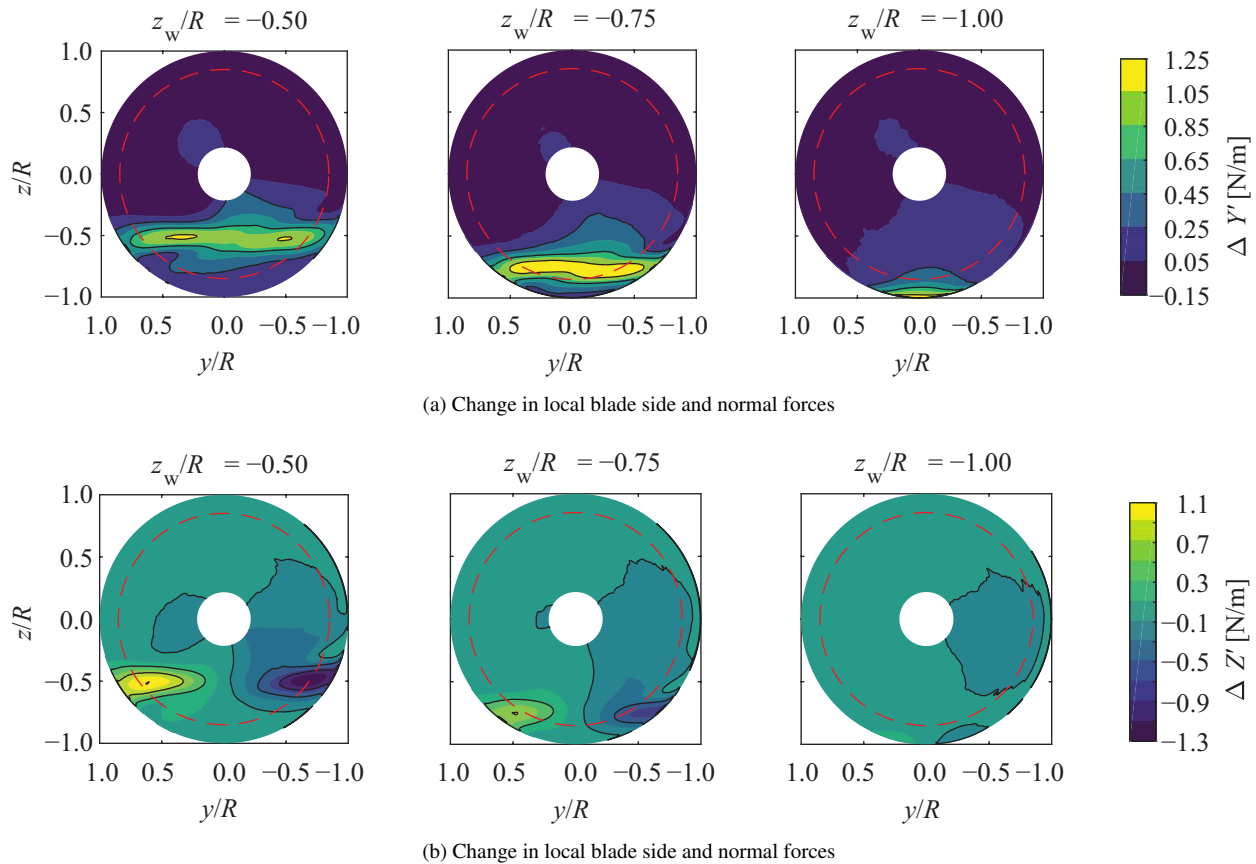 z_w/R = −0.50 z_w/R = −0.75 z_w/R = −1.00
1.0 1.25
1.05
0.5 0.85
0.65
z/R 0.0 0.45 Δ Y′ [N/m]
0.25
−0.5 0.05
−1.0 −0.15
1.0 0.5 0.0 −0.5 −1.0 1.0 0.5 0.0 −0.5 −1.0 1.0 0.5 0.0 −0.5 −1.0
y/R y/R y/R
(a) Change in local blade side and normal forces
z_w/R = −0.50 z_w/R = −0.75 z_w/R = −1.00
1.0 1.1
0.7
0.5 0.3
z/R 0.0 −0.1 Δ Z′ [N/m]
−0.5
−0.5 −0.9
−1.0 −1.3
1.0 0.5 0.0 −0.5 −1.0 1.0 0.5 0.0 −0.5 −1.0 1.0 0.5 0.0 −0.5 −1.0
y/R y/R y/R
(b) Change in local blade side and normal forces